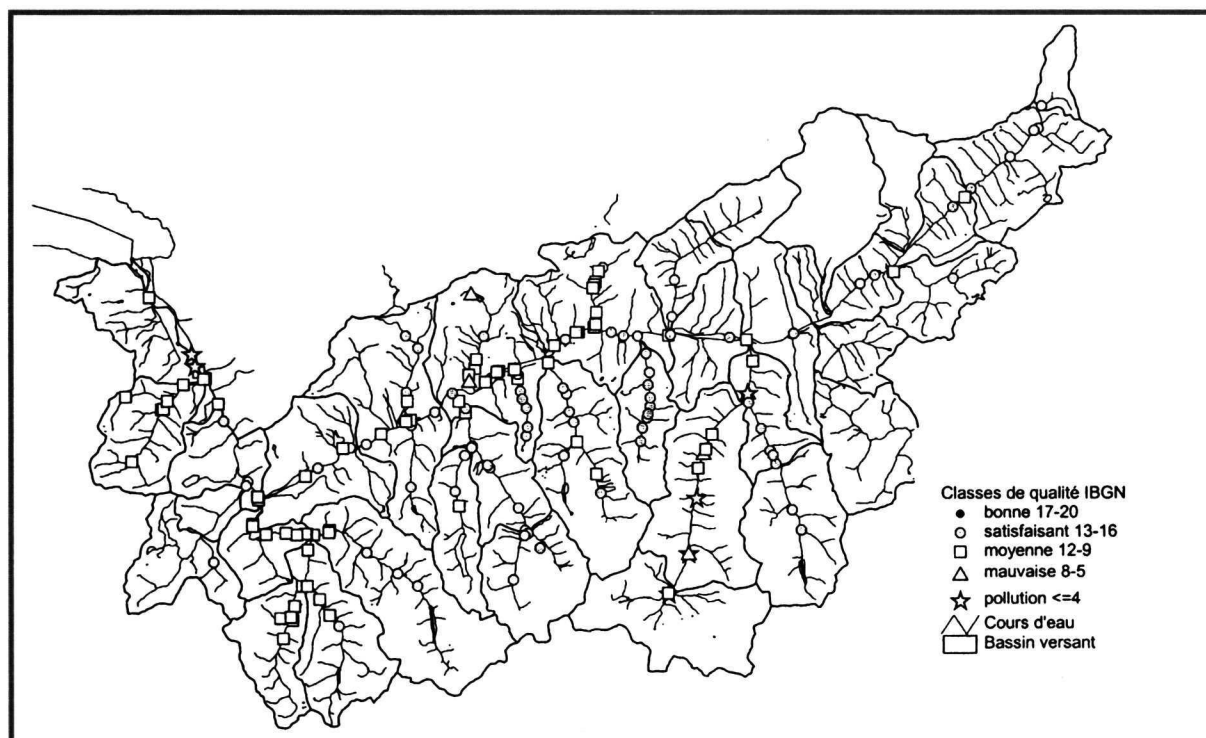 Classes de qualité IBGN
bonne 17-20
satisfaisant 13-16
moyenne 12-9
mauvaise 8-5
pollution <=4
Cours d'eau
Bassin versant